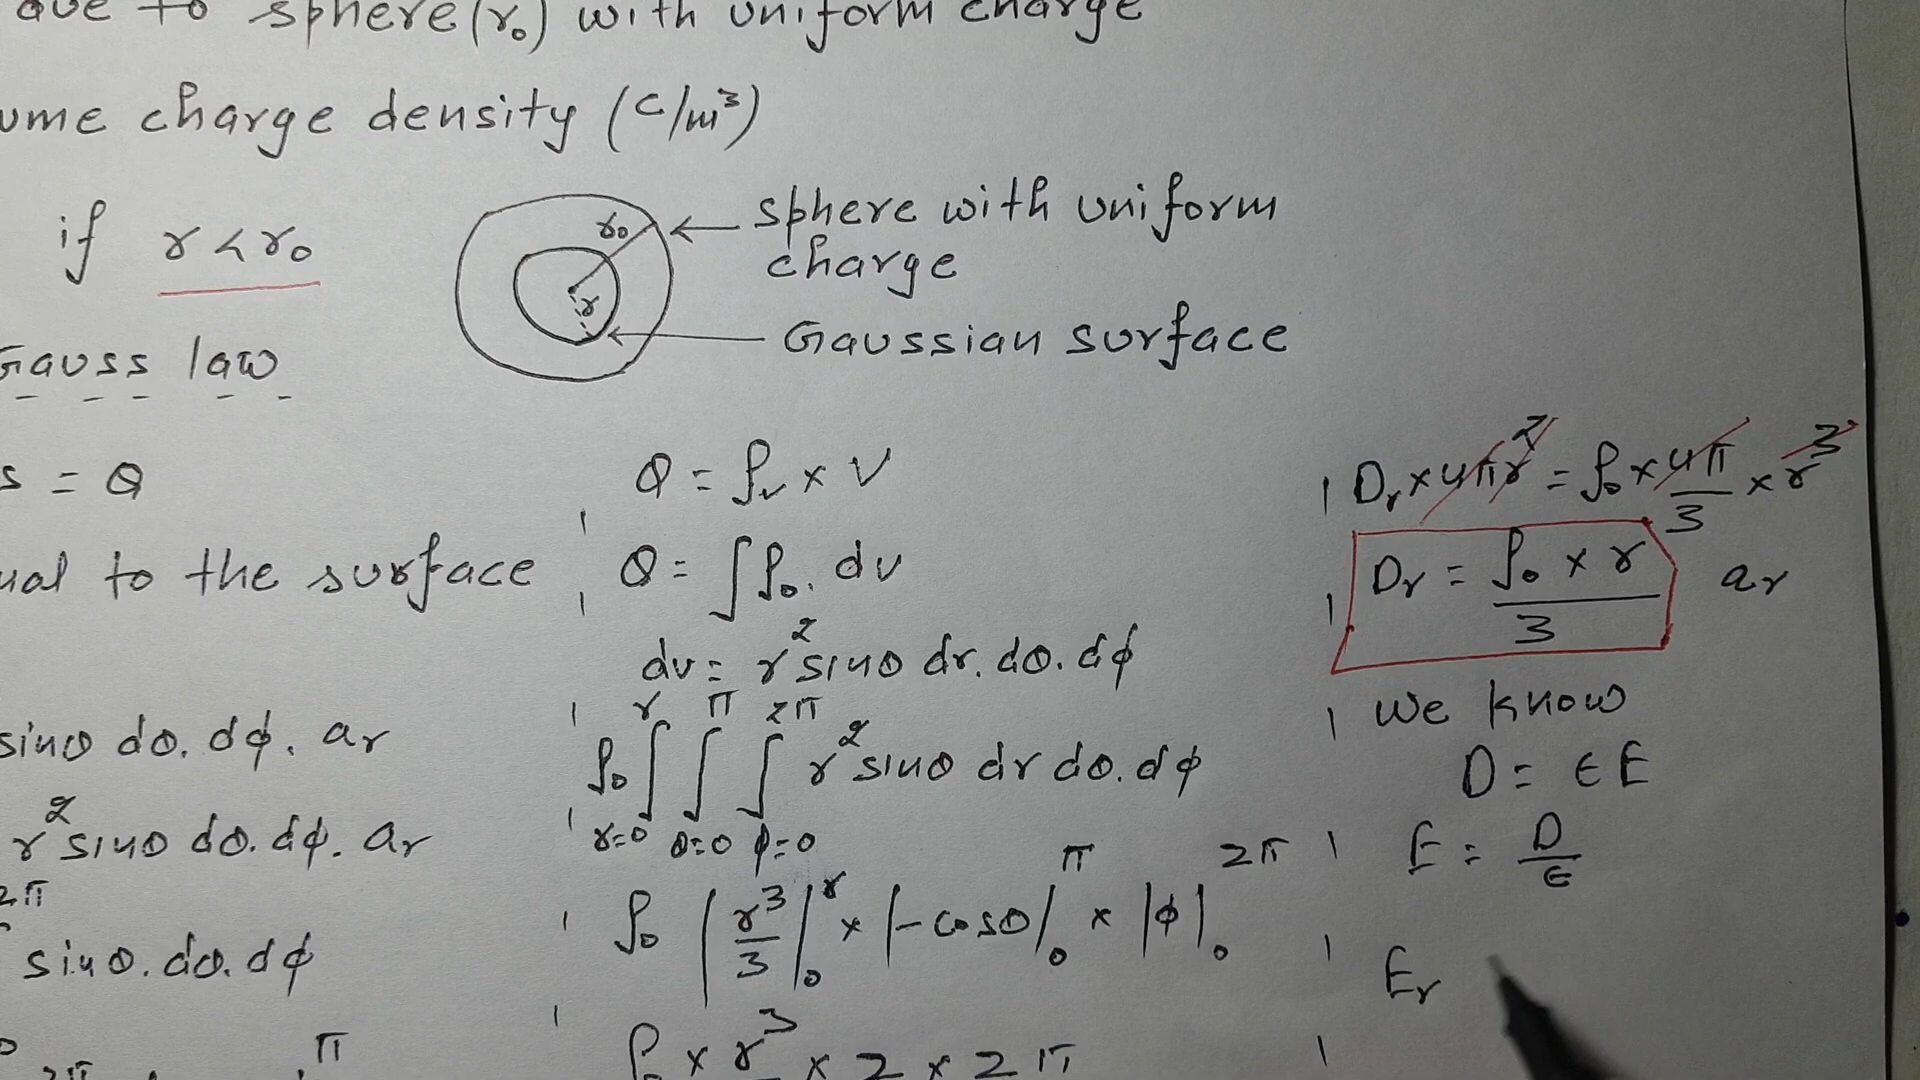 due to sphere(r₀) with uniform charge
ume charge density (c/m³)
if r < r₀
r₀
r
sphere with uniform
charge
Gaussian surface
Gauss law
s = Q
ual to the surface
sinθ dθ. dϕ. ar
r² sinθ dθ. dϕ. ar
2π
sinθ. dθ. dϕ
2π π
Q = ρᵥ x V
Q = ∫ρ₀. dv
dv = r² sinθ dr. dθ. dϕ
r π 2π
ρ₀ ∫ ∫ ∫ r² sinθ dr dθ. dϕ
r=0 θ=0 ϕ=0
ρ₀ |r³/3|₀ʳ x |-cosθ|₀^π x |ϕ|₀^2π
ρ₀ x r³ x 2 x 2π
Dr x 4πr² = ρ₀ x 4π/3 x r³
Dr = ρ₀ x r / 3 ar
We know
D = ϵ E
E = D/ϵ
Er